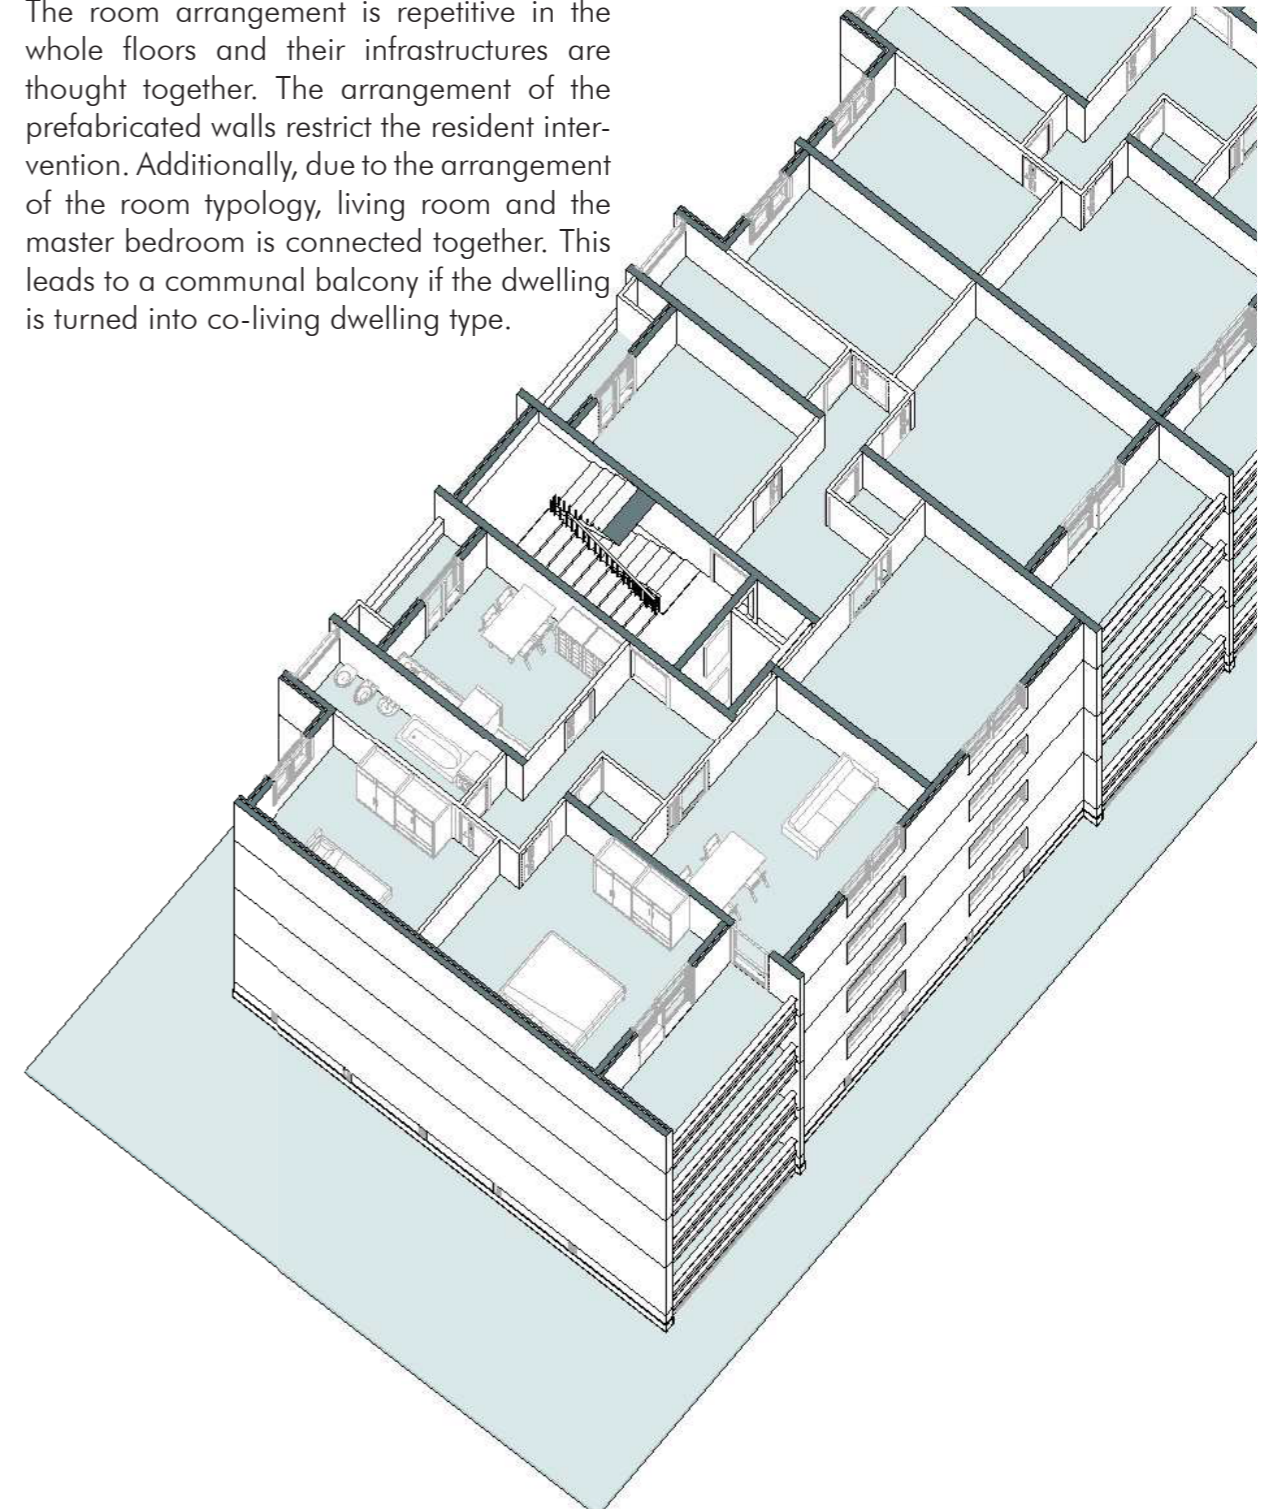 The room arrangement is repetitive in the
whole floors and their infrastructures are
thought together. The arrangement of the
prefabricated walls restrict the resident inter-
vention. Additionally, due to the arrangement
of the room typology, living room and the
master bedroom is connected together. This
leads to a communal balcony if the dwelling
is turned into co-living dwelling type.